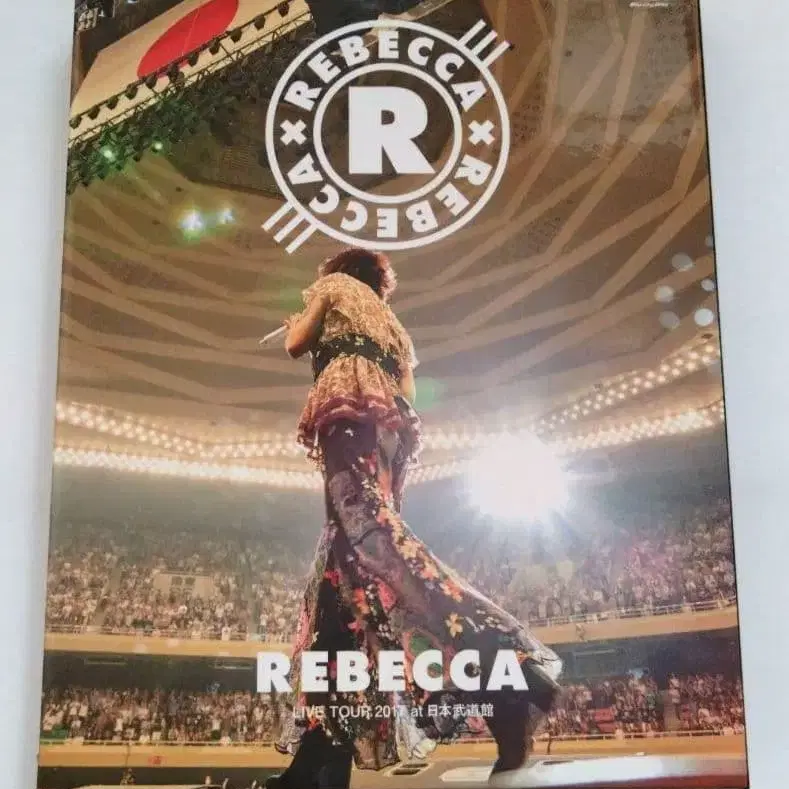 REBECCA × REBECCA ×
R
REBECCA
LIVE TOUR 2017 at 日本武道館